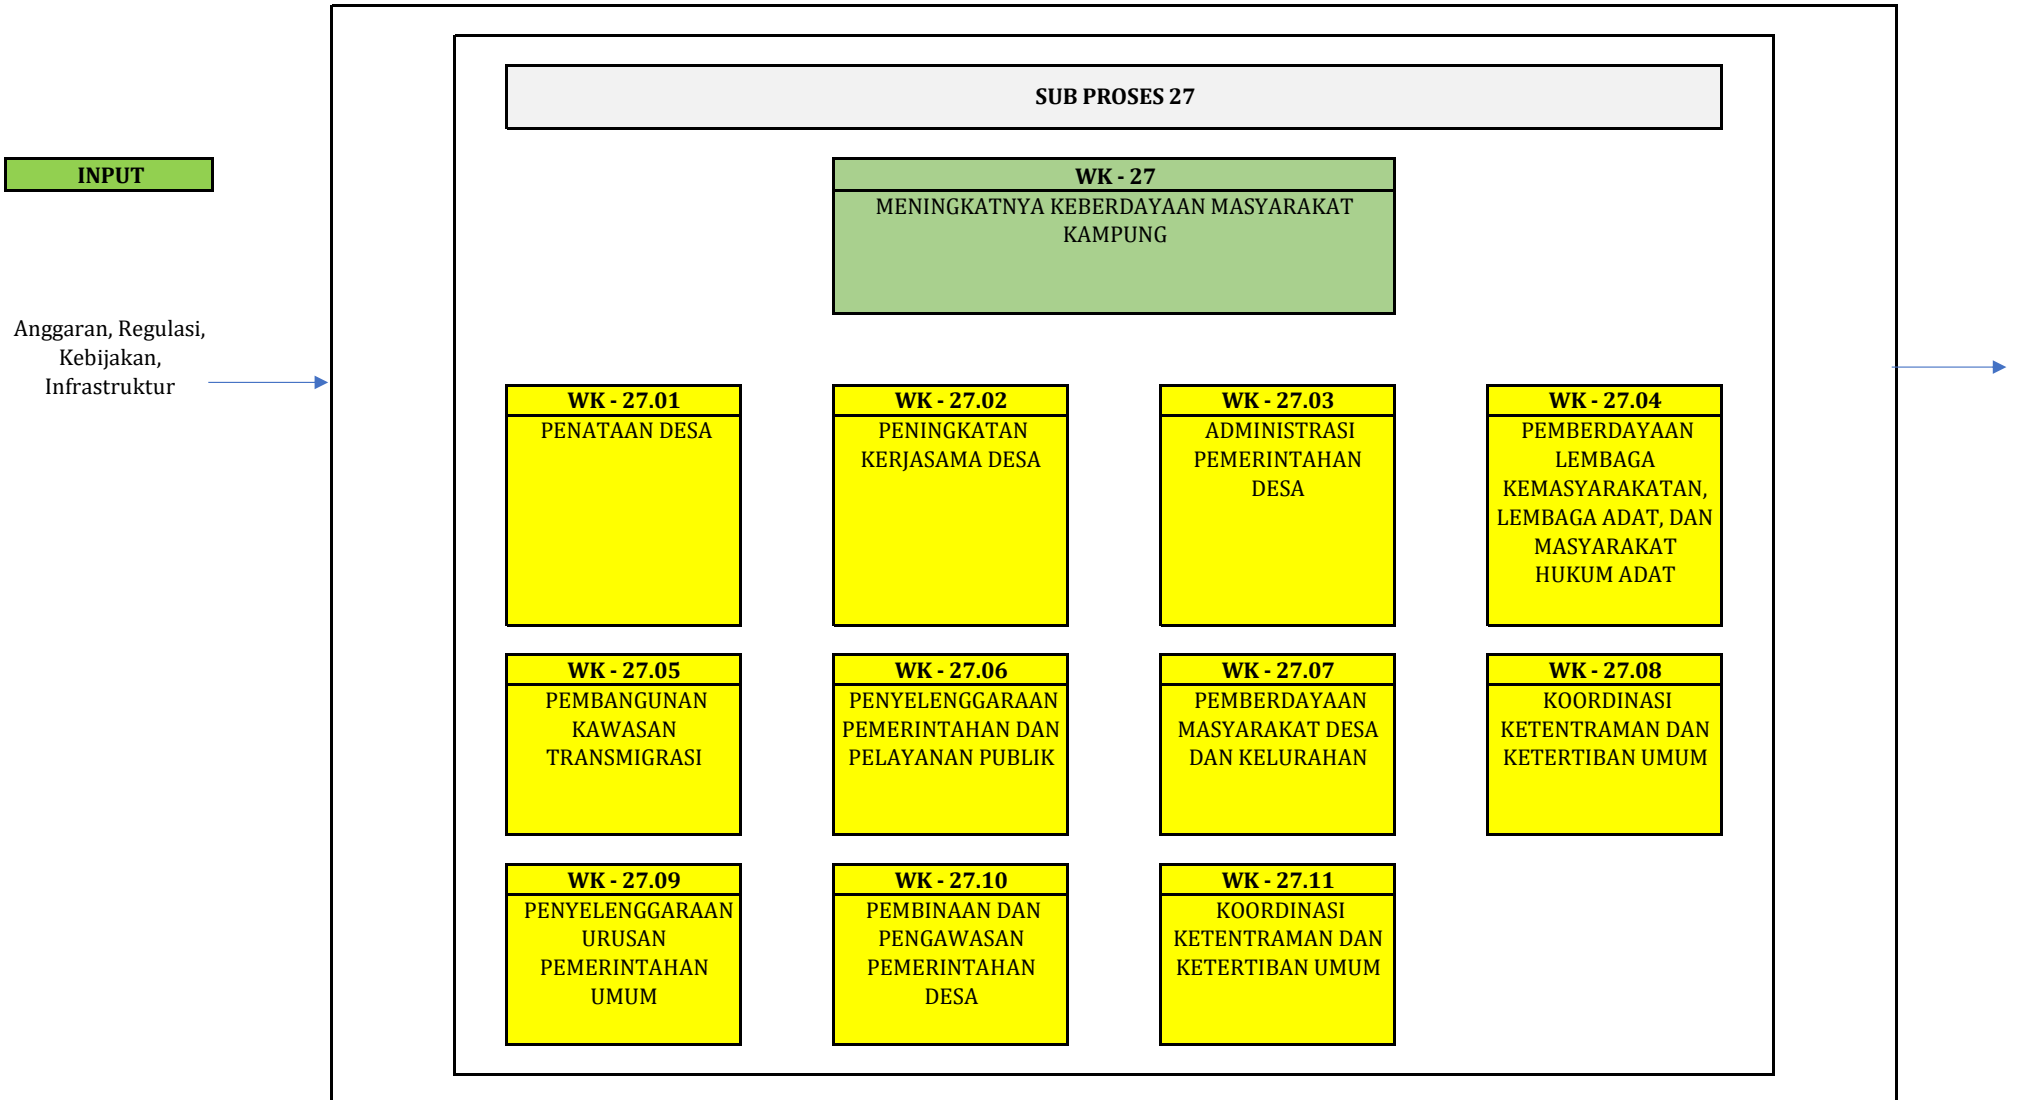 SUB PROSES 27
INPUT
WK - 27
MENINGKATNYA KEBERDAYAAN MASYARAKAT
KAMPUNG
Anggaran, Regulasi,
Kebijakan,
Infrastruktur
WK - 27.01
PENATAAN DESA
WK - 27.02
PENINGKATAN
KERJASAMA DESA
WK - 27.03
ADMINISTRASI
PEMERINTAHAN
DESA
WK - 27.04
PEMBERDAYAAN
LEMBAGA
KEMASYARAKATAN,
LEMBAGA ADAT, DAN
MASYARAKAT
HUKUM ADAT
WK - 27.05
PEMBANGUNAN
KAWASAN
TRANSMIGRASI
WK - 27.06
PENYELENGGARAAN
PEMERINTAHAN DAN
PELAYANAN PUBLIK
WK - 27.07
PEMBERDAYAAN
MASYARAKAT DESA
DAN KELURAHAN
WK - 27.08
KOORDINASI
KETENTRAMAN DAN
KETERTIBAN UMUM
WK - 27.09
PENYELENGGARAAN
URUSAN
PEMERINTAHAN
UMUM
WK - 27.10
PEMBINAAN DAN
PENGAWASAN
PEMERINTAHAN
DESA
WK - 27.11
KOORDINASI
KETENTRAMAN DAN
KETERTIBAN UMUM